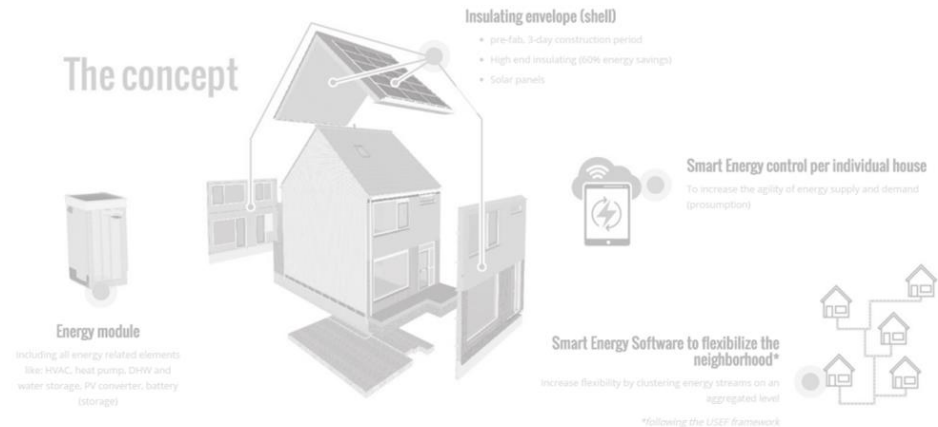 The concept
Insulating envelope (shell)
pre-fab, 3-day construction period
High end insulating (60% energy savings)
Solar panels
Smart Energy control per individual house
To increase the agility of energy supply and demand
(prosumption)
Energy module
Including all energy related elements
like: HVAC, heat pump, DHW and
water storage, PV converter, battery
(storage)
Smart Energy Software to flexibilize the
neighborhood*
Increase flexibility by clustering energy streams on an
aggregated level
*following the USEF framework